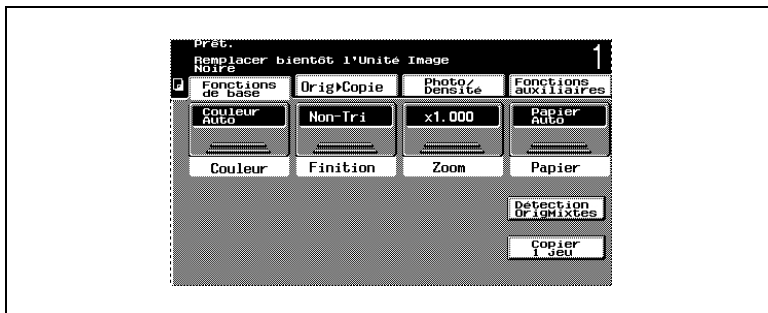 Prêt.
Remplacer bientôt l'Unité Image
Noire
1
Fonctions
de base
Orig▸Copie
Photo/
Densité
Fonctions
auxiliaires
Couleur
Auto
Non-Tri
x1.000
Papier
Auto
Couleur
Finition
Zoom
Papier
Détection
OrigMixtes
Copier
1 Jeu